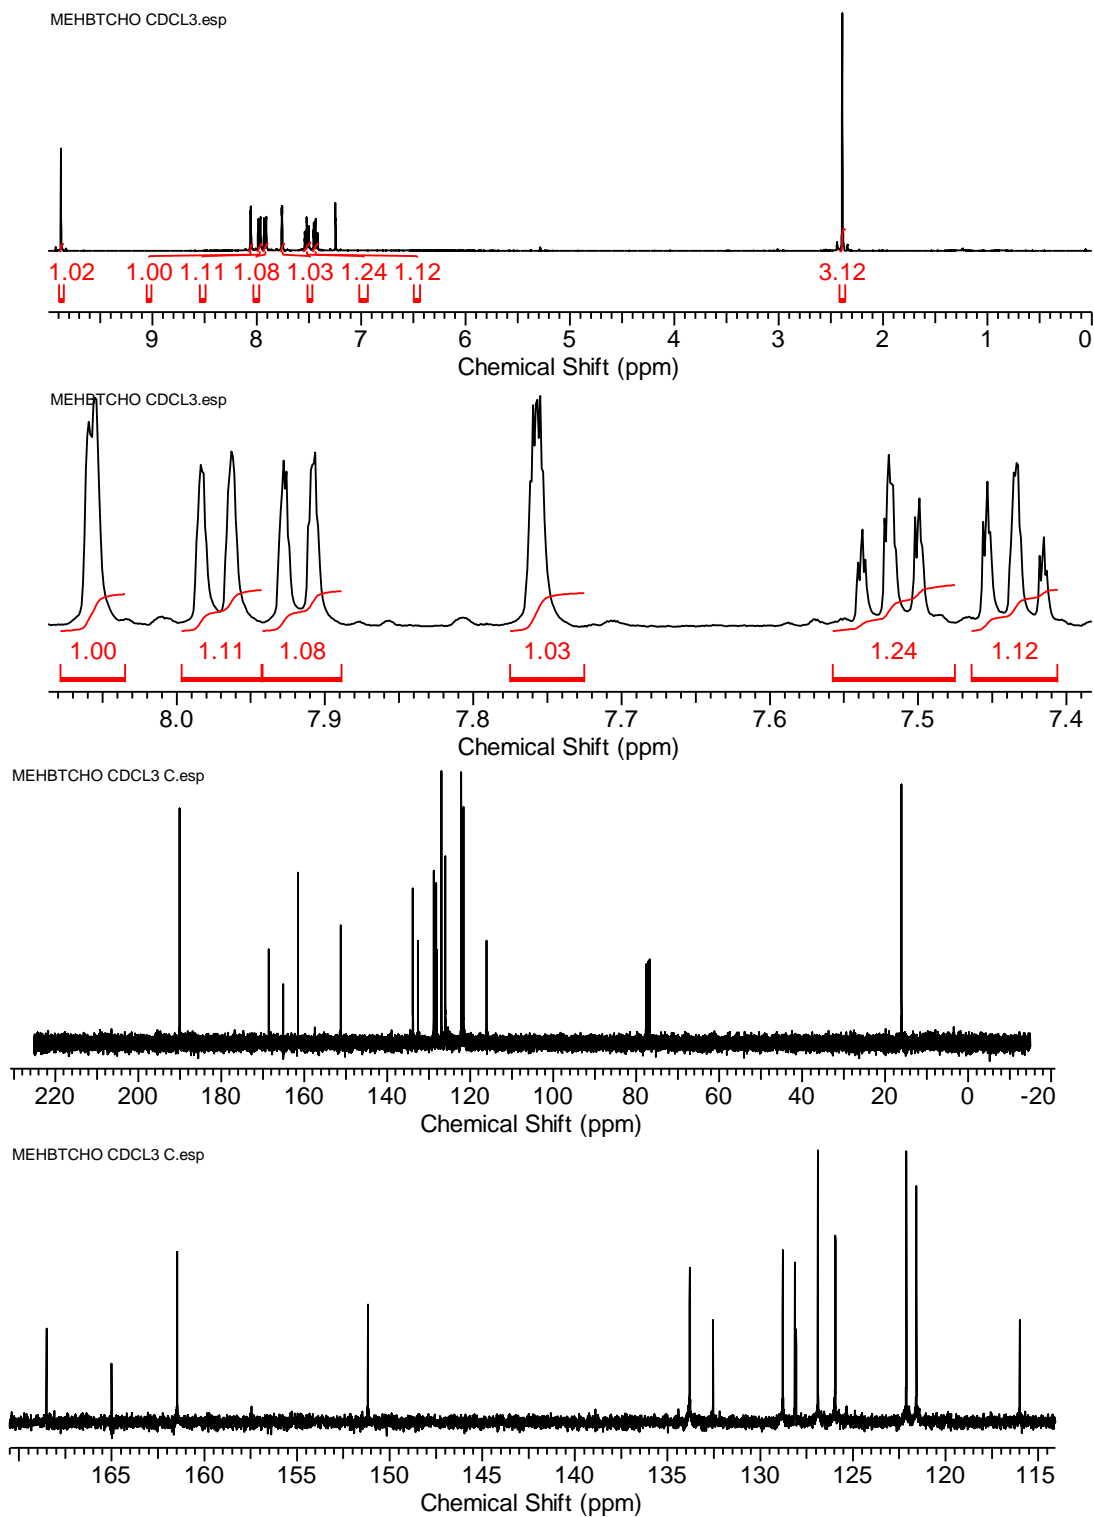 MEHBTCHO CDCL3.esp
1.02 1.00 1.11 1.08 1.03 1.24 1.12 3.12
9 8 7 6 5 4 3 2 1 0
Chemical Shift (ppm)
MEHBTCHO CDCL3.esp
1.00 1.11 1.08 1.03 1.24 1.12
8.0 7.9 7.8 7.7 7.6 7.5 7.4
Chemical Shift (ppm)
MEHBTCHO CDCL3 C.esp
220 200 180 160 140 120 100 80 60 40 20 0 -20
Chemical Shift (ppm)
MEHBTCHO CDCL3 C.esp
165 160 155 150 145 140 135 130 125 120 115
Chemical Shift (ppm)